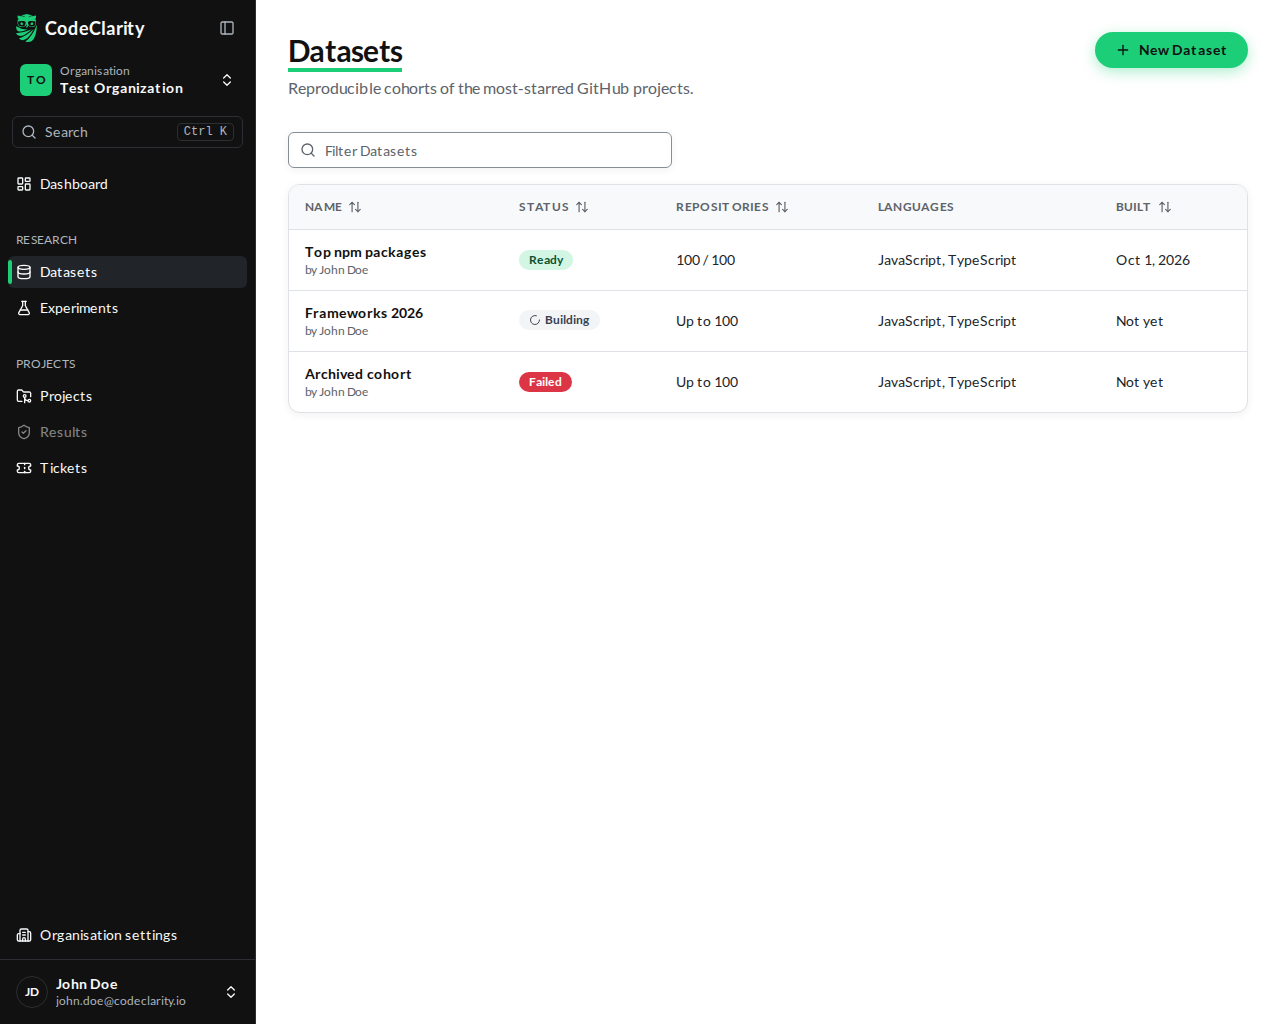 CodeClarity
TO
Organisation
Test Organization
Search
Ctrl K
Dashboard
RESEARCH
Datasets
Experiments
PROJECTS
Projects
Results
Tickets
Organisation settings
JD
John Doe
john.doe@codeclarity.io
Datasets
Reproducible cohorts of the most-starred GitHub projects.
New Dataset
Filter Datasets
NAME STATUS REPOSITORIES LANGUAGES BUILT
Top npm packages
by John Doe
Ready 100 / 100 JavaScript, TypeScript Oct 1, 2026
Frameworks 2026
by John Doe
Building Up to 100 JavaScript, TypeScript Not yet
Archived cohort
by John Doe
Failed Up to 100 JavaScript, TypeScript Not yet